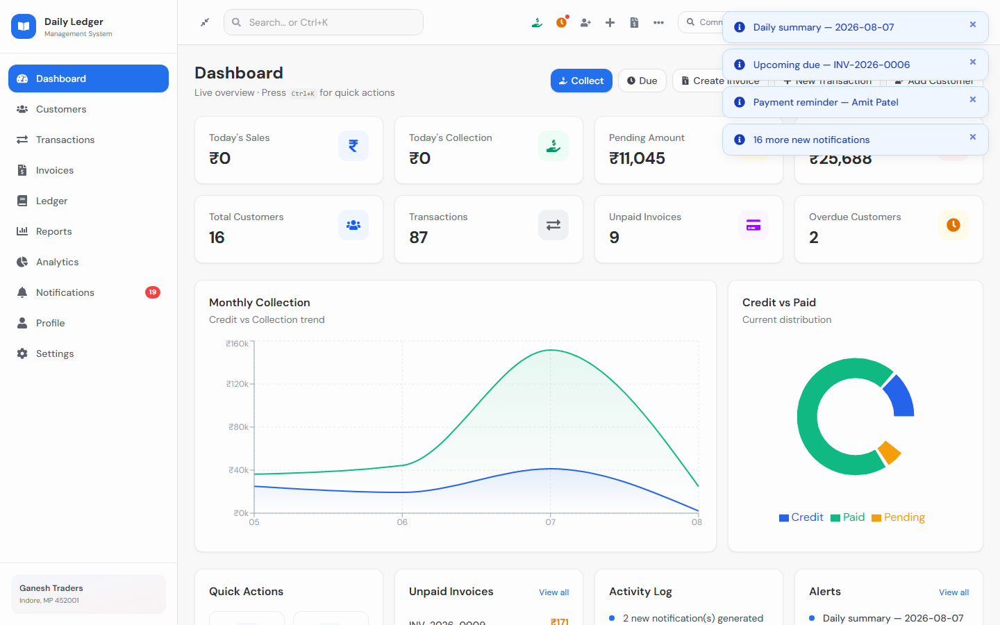 Daily Ledger
Management System
Dashboard
Customers
Transactions
Invoices
Ledger
Reports
Analytics
Notifications
19
Profile
Settings
Ganesh Traders
Indore, MP 452001
Search... or Ctrl+K
Comm
Daily summary — 2026-08-07
Upcoming due — INV-2026-0006
Payment reminder — Amit Patel
16 more new notifications
Dashboard
Live overview · Press Ctrl+K for quick actions
Collect
Due
Create Invoice
New Transaction
Add Customer
Today's Sales
₹0
Today's Collection
₹0
Pending Amount
₹11,045
₹25,688
Total Customers
16
Transactions
87
Unpaid Invoices
9
Overdue Customers
2
Monthly Collection
Credit vs Collection trend
₹160k
₹120k
₹80k
₹40k
₹0k
05
06
07
08
Credit vs Paid
Current distribution
Credit
Paid
Pending
Quick Actions
Unpaid Invoices
View all
INV-2026-0009
₹171
Activity Log
2 new notification(s) generated
Alerts
View all
Daily summary — 2026-08-07